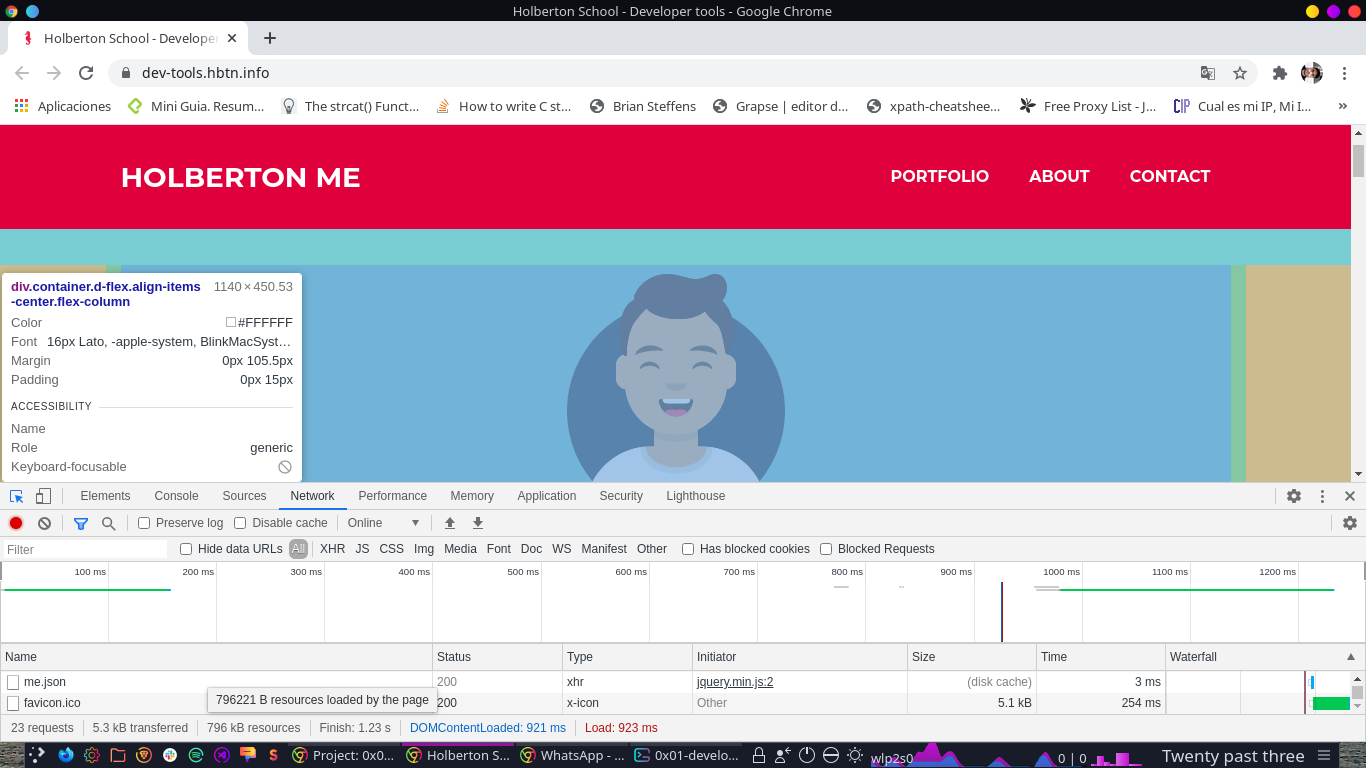 Holberton School - Developer tools - Google Chrome
Holberton School - Develope
dev-tools.hbtn.info
Aplicaciones Mini Guia. Resum... The strcat() Funct... How to write C st... Brian Steffens Grapse | editor d... xpath-cheatshee... Free Proxy List - J... CIP Cual es mi IP, Mi I... »
HOLBERTON ME PORTFOLIO ABOUT CONTACT
div.container.d-flex.align-items 1140 × 450.53
-center.flex-column
Color #FFFFFF
Font 16px Lato, -apple-system, BlinkMacSyst…
Margin 0px 105.5px
Padding 0px 15px
ACCESSIBILITY
Name
Role generic
Keyboard-focusable
Elements Console Sources Network Performance Memory Application Security Lighthouse
Preserve log Disable cache Online
Filter Hide data URLs All XHR JS CSS Img Media Font Doc WS Manifest Other Has blocked cookies Blocked Requests
100 ms 200 ms 300 ms 400 ms 500 ms 600 ms 700 ms 800 ms 900 ms 1000 ms 1100 ms 1200 ms
Name Status Type Initiator Size Time Waterfall
me.json 200 xhr jquery.min.js:2 (disk cache) 3 ms
favicon.ico 200 x-icon Other 5.1 kB 254 ms
796221 B resources loaded by the page
23 requests 5.3 kB transferred 796 kB resources Finish: 1.23 s DOMContentLoaded: 921 ms Load: 923 ms
Project: 0x0... Holberton S... WhatsApp - ... 0x01-develo... wlp2s0 0 | 0 Twenty past three